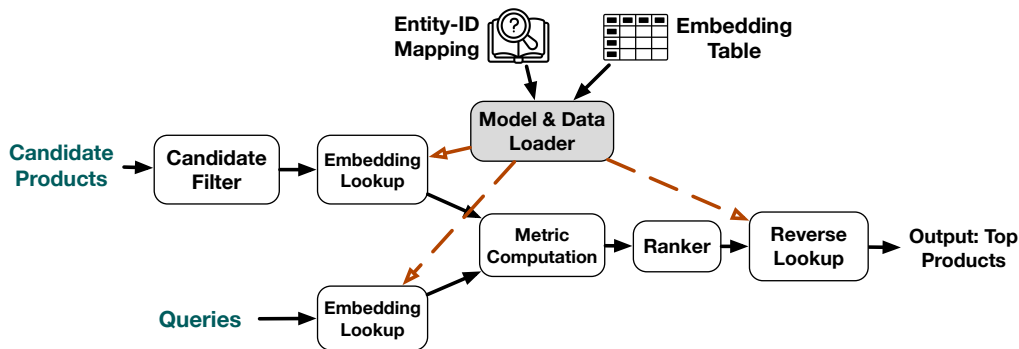 Entity-ID
Mapping
?
Embedding
Table
Model & Data
Loader
Candidate
Products
Candidate
Filter
Embedding
Lookup
Metric
Computation
Ranker
Reverse
Lookup
Output: Top
Products
Queries
Embedding
Lookup